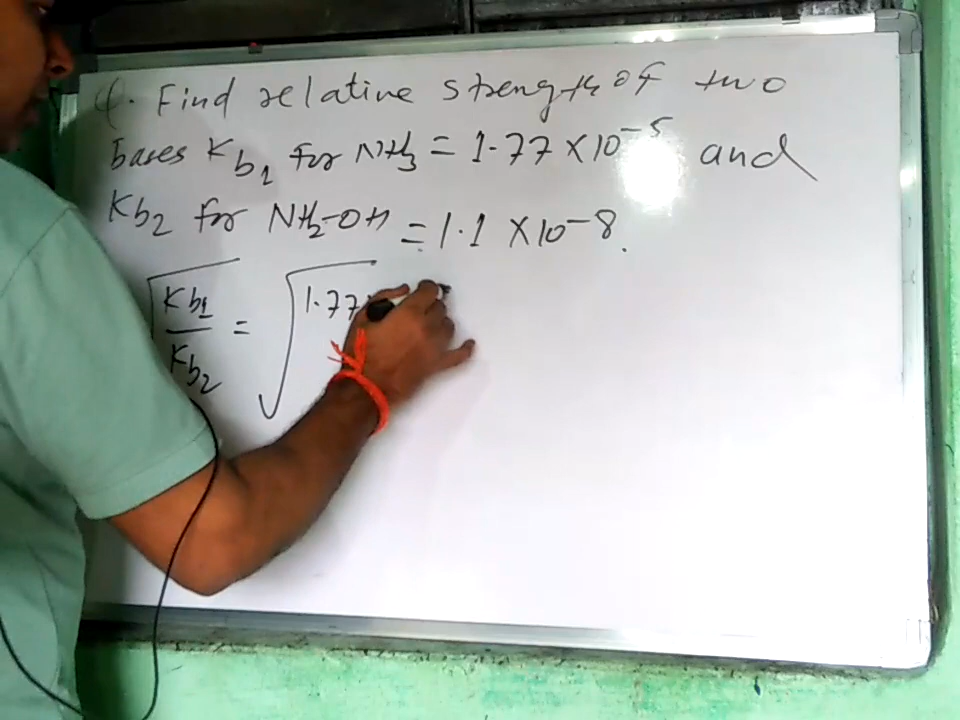 4. Find relative strength of two
bases Kb1 for NH3 = 1.77 X 10-5 and
Kb2 for NH2-OH = 1.1 X 10-8.
√Kb1/Kb2 = √1.77